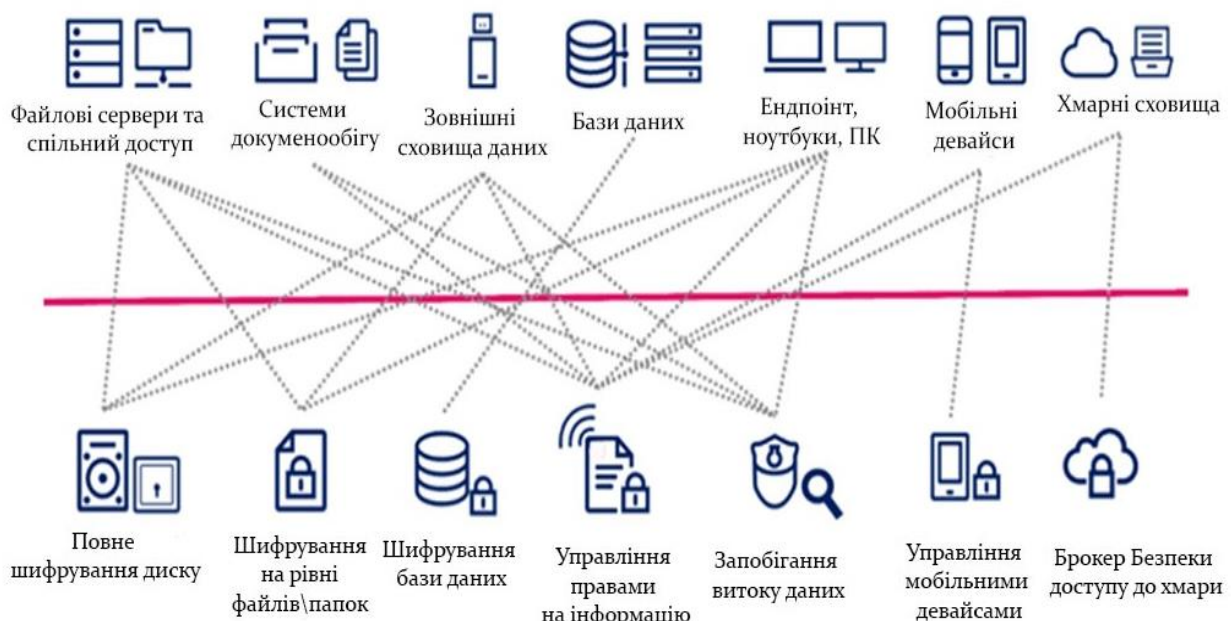 Файлові сервери та
спільний доступ
Системи
докуменообігу
Зовнішні
сховища даних
Бази даних
Ендпоінт,
ноутбуки, ПК
Мобільні
девайси
Хмарні сховища
Повне
шифрування диску
Шифрування
на рівні
файлів\папок
Шифрування
бази даних
Управління
правами
на інформацію
Запобігання
витоку даних
Управління
мобільними
девайсами
Брокер Безпеки
доступу до хмари